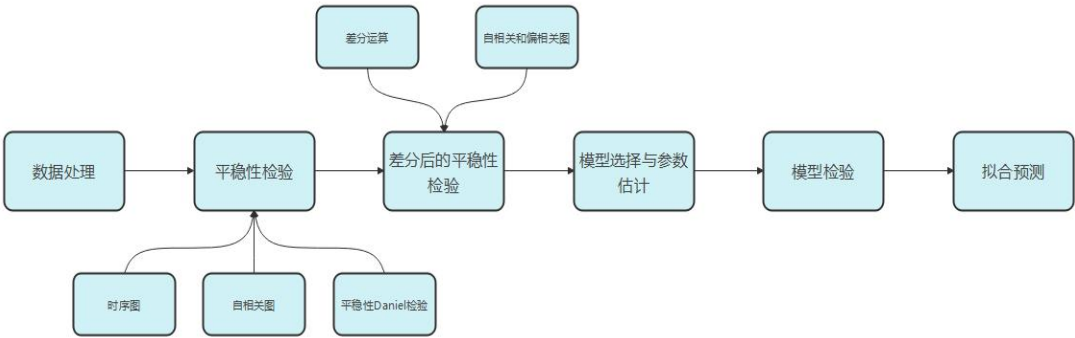 差分运算
自相关和偏相关图
数据处理
平稳性检验
差分后的平稳性
检验
模型选择与参数
估计
模型检验
拟合预测
时序图
自相关图
平稳性Daniel检验